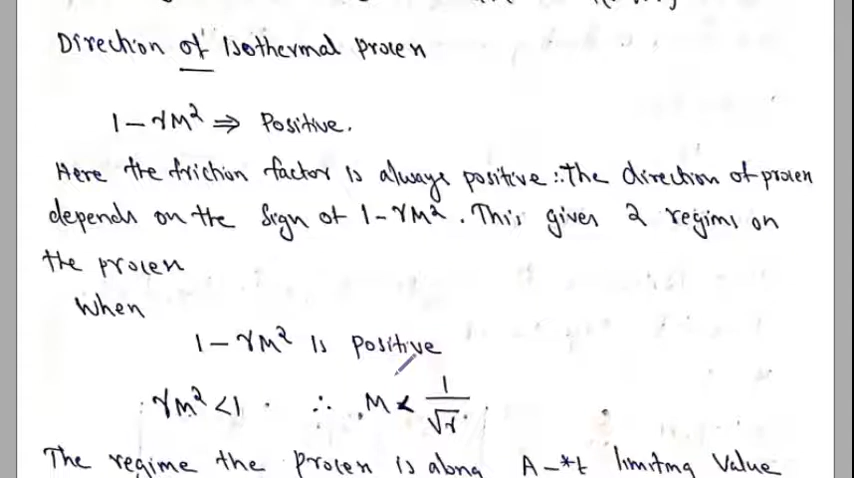 Direction of Isothermal process
1 - γM² ⇒ Positive.
Here the friction factor is always positive ∴ The direction of process
depends on the sign of 1 - γM². This gives 2 regims on
the process
When
1 - γM² is positive
γM² < 1 . ∴ M < 1/√γ
The regime the process is along A-*t limiting Value